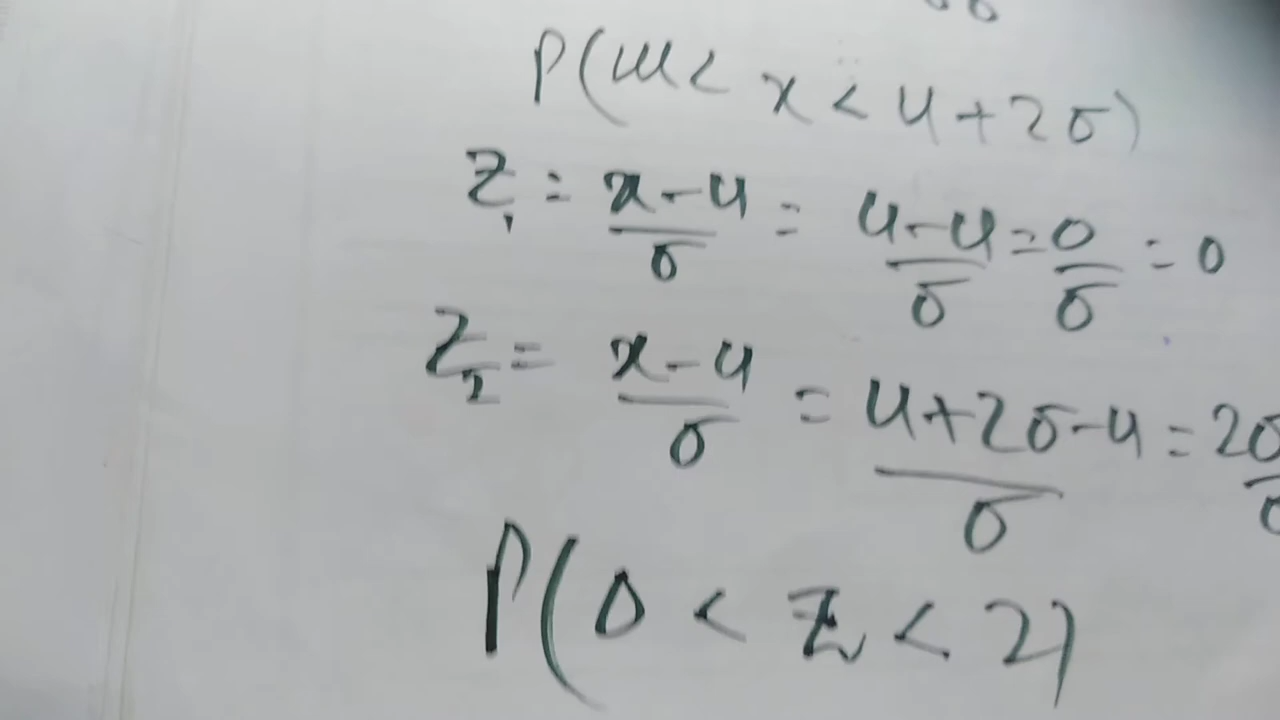 P(μ < x < μ + 2σ)
Z₁ = (x - μ)/σ = (μ - μ)/σ = 0/σ = 0
Z₂ = (x - μ)/σ = (μ + 2σ - μ)/σ = 2σ
P(0 < Z < 2)